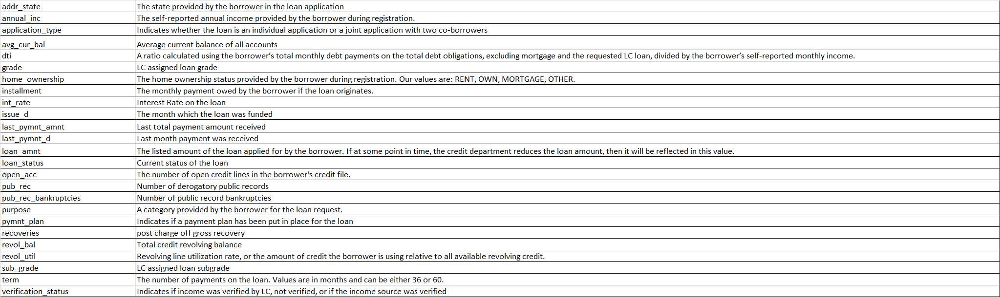 addr_state The state provided by the borrower in the loan application
annual_inc The self-reported annual income provided by the borrower during registration.
application_type Indicates whether the loan is an individual application or a joint application with two co-borrowers
avg_cur_bal Average current balance of all accounts
dti A ratio calculated using the borrower’s total monthly debt payments on the total debt obligations, excluding mortgage and the requested LC loan, divided by the borrower’s self-reported monthly income.
grade LC assigned loan grade
home_ownership The home ownership status provided by the borrower during registration. Our values are: RENT, OWN, MORTGAGE, OTHER.
installment The monthly payment owed by the borrower if the loan originates.
int_rate Interest Rate on the loan
issue_d The month which the loan was funded
last_pymnt_amnt Last total payment amount received
last_pymnt_d Last month payment was received
loan_amnt The listed amount of the loan applied for by the borrower. If at some point in time, the credit department reduces the loan amount, then it will be reflected in this value.
loan_status Current status of the loan
open_acc The number of open credit lines in the borrower's credit file.
pub_rec Number of derogatory public records
pub_rec_bankruptcies Number of public record bankruptcies
purpose A category provided by the borrower for the loan request.
pymnt_plan Indicates if a payment plan has been put in place for the loan
recoveries post charge off gross recovery
revol_bal Total credit revolving balance
revol_util Revolving line utilization rate, or the amount of credit the borrower is using relative to all available revolving credit.
sub_grade LC assigned loan subgrade
term The number of payments on the loan. Values are in months and can be either 36 or 60.
verification_status Indicates if income was verified by LC, not verified, or if the income source was verified